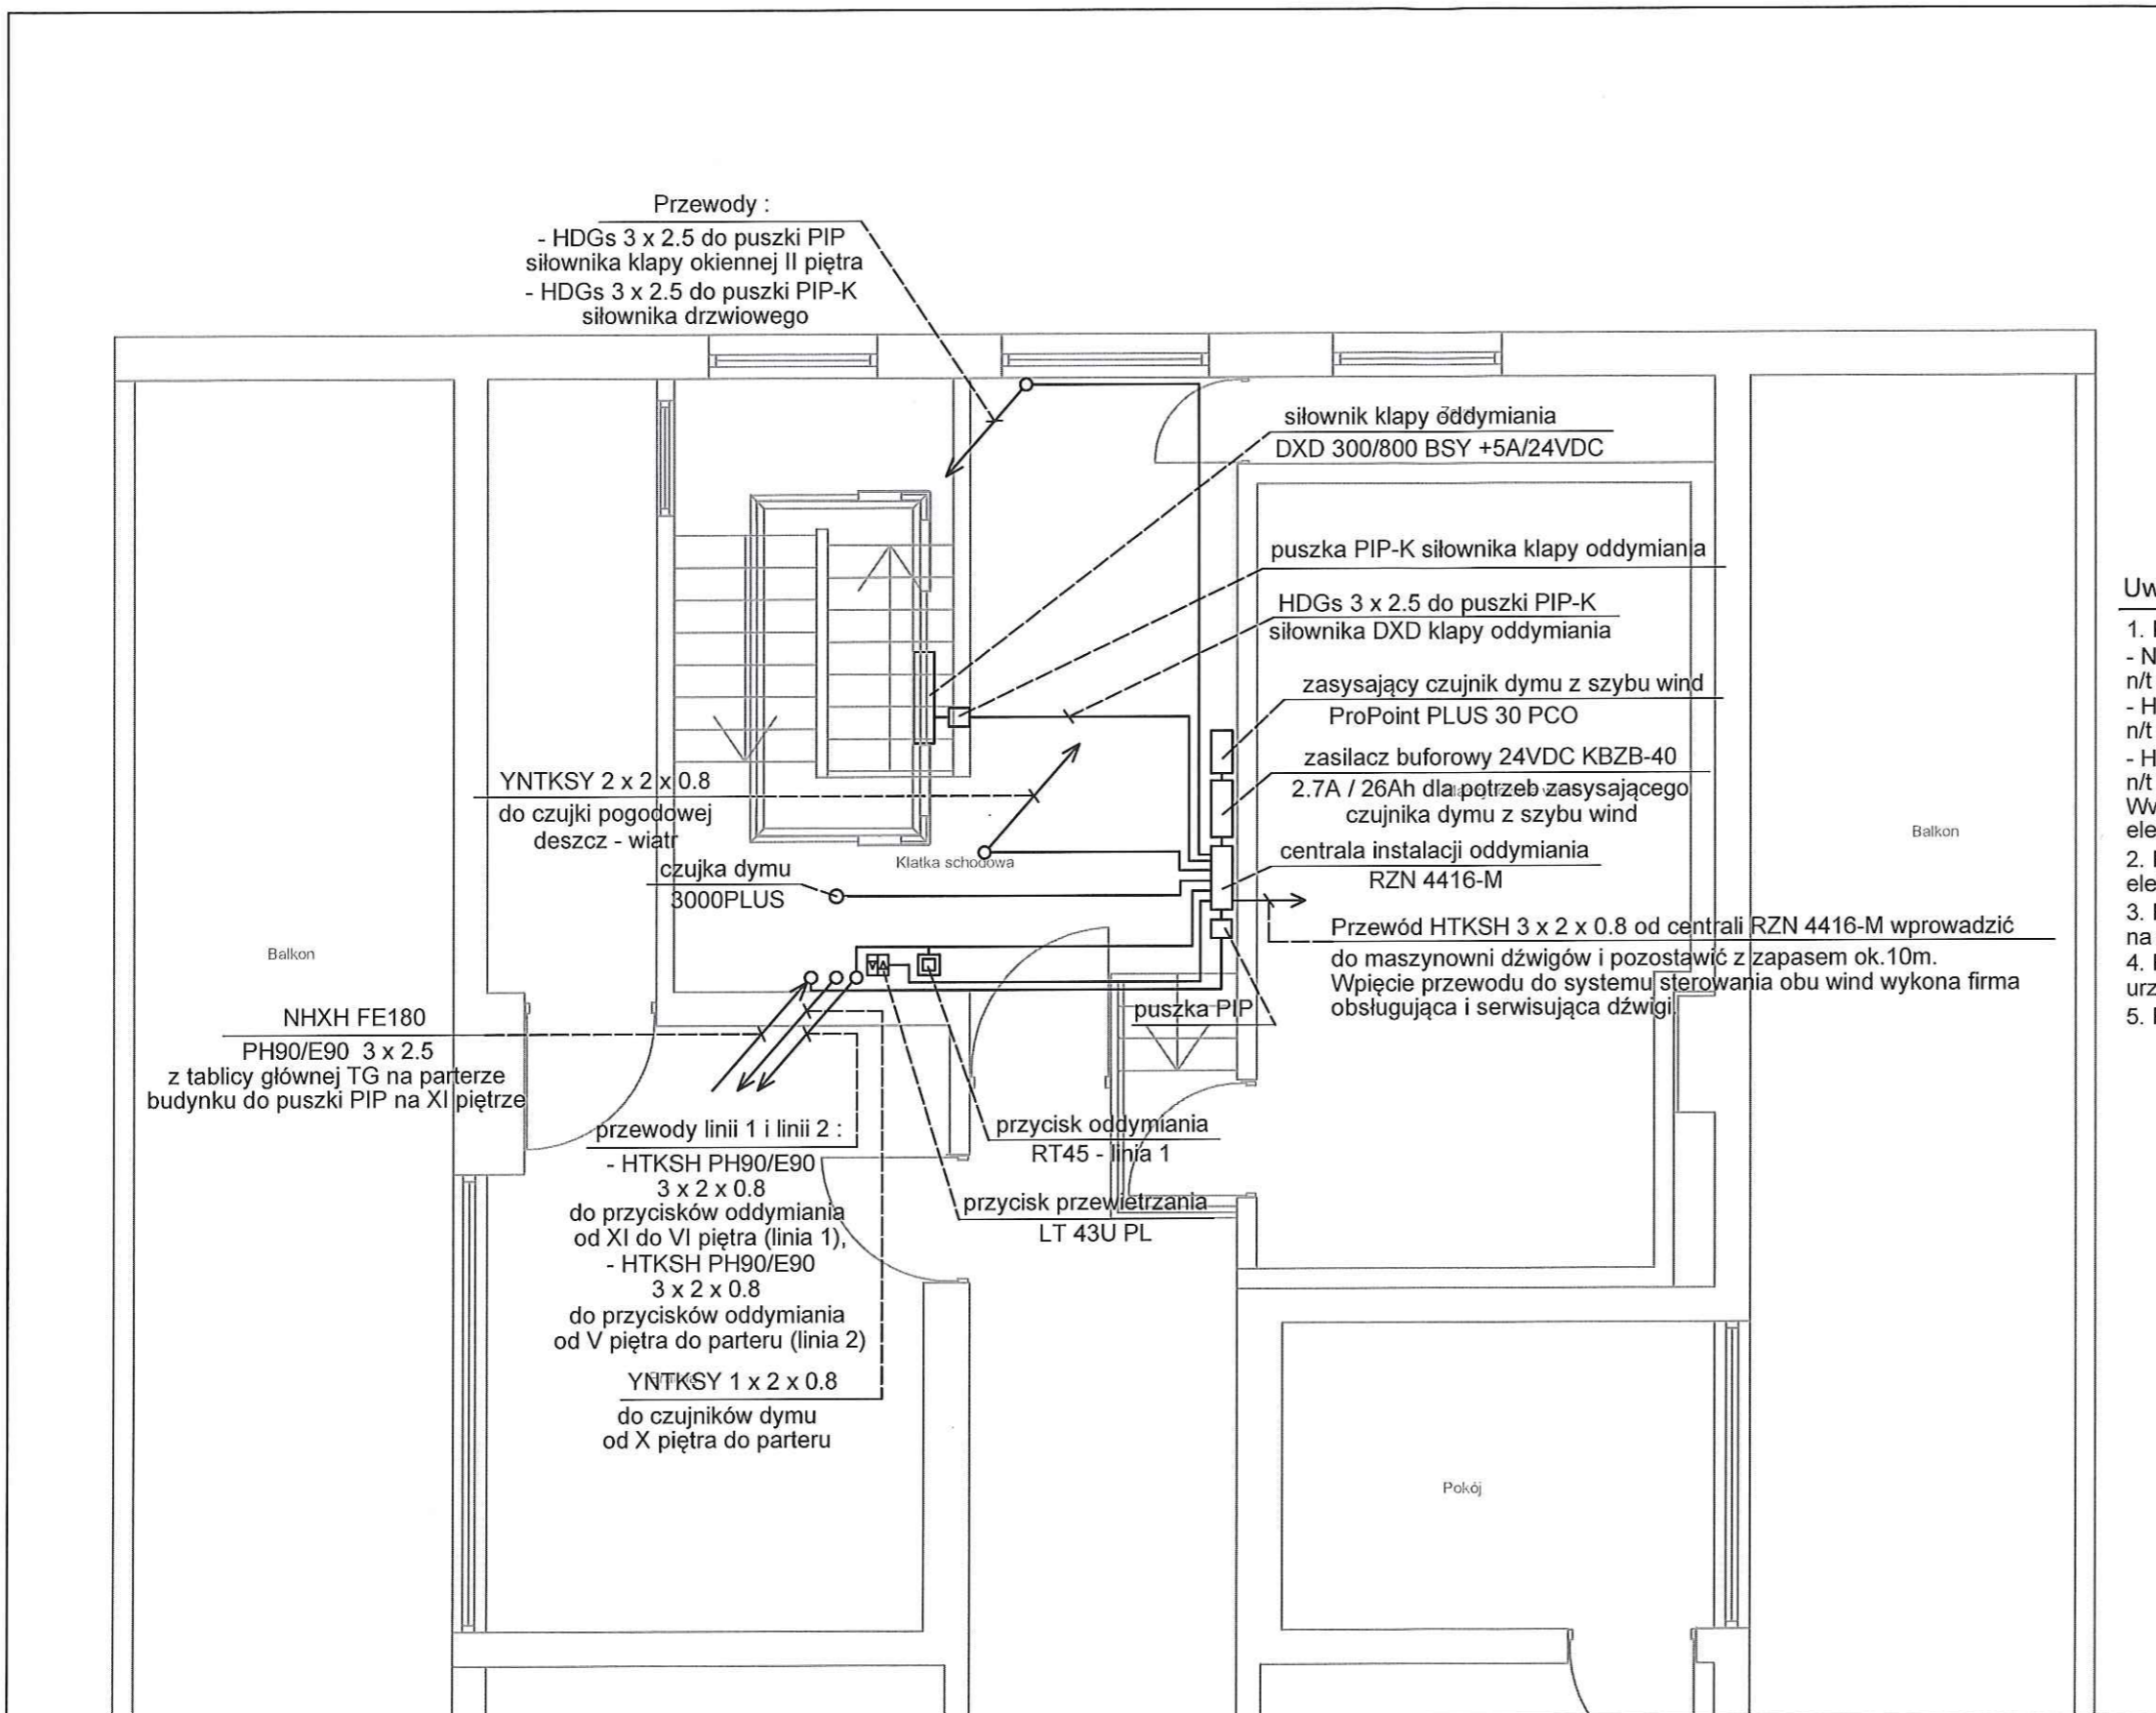 Przewody :
- HDGs 3 x 2.5 do puszki PIP
siłownika klapy okiennej II piętra
- HDGs 3 x 2.5 do puszki PIP-K
siłownika drzwiowego
siłownik klapy oddymiania
DXD 300/800 BSY +5A/24VDC
puszka PIP-K siłownika klapy oddymiania
HDGs 3 x 2.5 do puszki PIP-K
siłownika DXD klapy oddymiania
zasysający czujnik dymu z szybu wind
ProPoint PLUS 30 PCO
zasilacz buforowy 24VDC KBZB-40
2.7A / 26Ah dla potrzeb zasysającego
czujnika dymu z szybu wind
centrala instalacji oddymiania
RZN 4416-M
Przewód HTKSH 3 x 2 x 0.8 od centrali RZN 4416-M wprowadzić
do maszynowni dźwigów i pozostawić z zapasem ok.10m.
Wpięcie przewodu do systemu sterowania obu wind wykona firma
obsługująca i serwisująca dźwigi.
puszka PIP
YNTKSY 2 x 2 x 0.8
do czujki pogodowej
deszcz - wiatr
Klatka schodowa
czujka dymu
3000PLUS
Balkon
NHXH FE180
PH90/E90 3 x 2.5
z tablicy głównej TG na parterze
budynku do puszki PIP na XI piętrze
przewody linii 1 i linii 2 :
- HTKSH PH90/E90
3 x 2 x 0.8
do przycisków oddymiania
od XI do VI piętra (linia 1),
- HTKSH PH90/E90
3 x 2 x 0.8
do przycisków oddymiania
od V piętra do parteru (linia 2)
YNTKSY 1 x 2 x 0.8
do czujników dymu
od X piętra do parteru
przycisk oddymiania
RT45 - linia 1
przycisk przewietrzania
LT 43U PL
Pokój
Balkon
Uw
1.
- N
n/t
- H
n/t
- H
n/t
ele
2.
ele
3.
na
4.
urz
5.